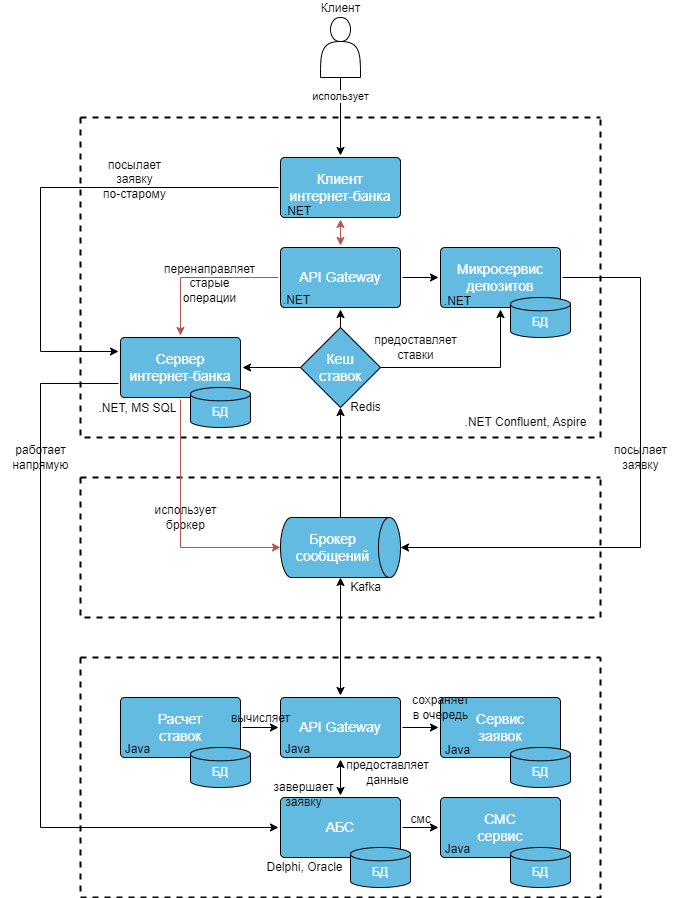 Клиент
использует
посылает
заявку
по-старому
Клиент
интернет-банка
.NET
перенаправляет
старые
операции
API Gateway
.NET
Микросервис
депозитов
.NET
БД
предоставляет
ставки
Сервер
интернет-банка
.NET, MS SQL
БД
Кеш
ставок
Redis
.NET Confluent, Aspire
работает
напрямую
посылает
заявку
использует
брокер
Брокер
сообщений
Kafka
Расчет
ставок
Java
БД
вычисляет
API Gateway
Java
сохраняет
в очередь
Сервис
заявок
Java
БД
предоставляет
данные
завершает
заявку
АБС
Delphi, Oracle
БД
смс
СМС
сервис
Java
БД